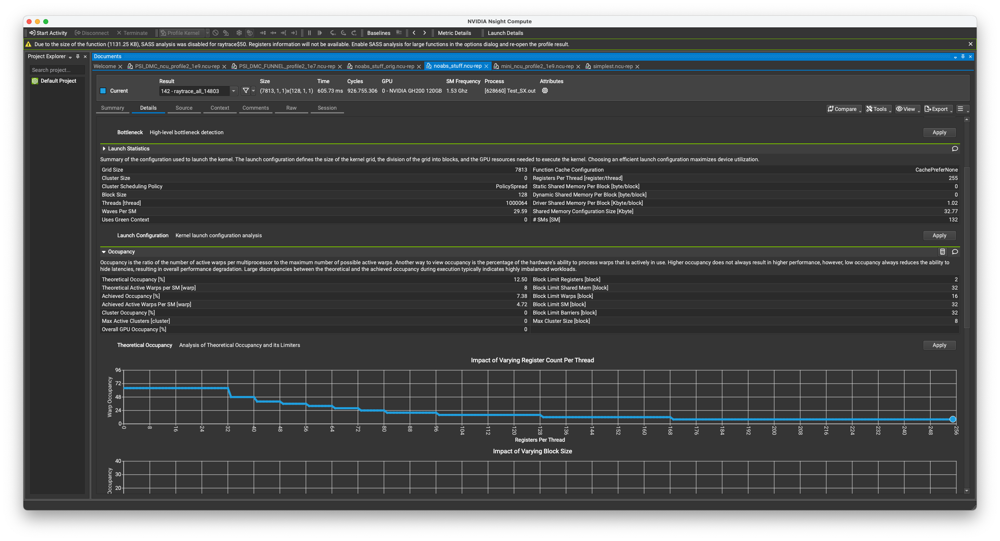 NVIDIA Nsight Compute
Start Activity Disconnect Terminate Profile Kernel Baselines Metric Details Launch Details
Due to the size of the function (1131.25 KB), SASS analysis was disabled for raytrace$50. Registers information will not be available. Enable SASS analysis for large functions in the options dialog and re-open the profile result.
Project Explorer
Documents
Search project...
Default Project
Welcome PSI_DMC_ncu_profile2_1e9.ncu-rep PSI_DMC_FUNNEL_profile2_1e7.ncu-rep noabs_stuff_orig.ncu-rep noabs_stuff.ncu-rep mini_ncu_profile2_1e9.ncu-rep simplest.ncu-rep
Result Size Time Cycles GPU SM Frequency Process Attributes
Current 142 - raytrace_all_14803 (7813, 1, 1)x(128, 1, 1) 605.73 ms 926.755.306 0 - NVIDIA GH200 120GB 1.53 Ghz [628660] Test_SX.out
Summary Details Source Context Comments Raw Session
Compare Tools View Export
Bottleneck High-level bottleneck detection Apply
Launch Statistics
Summary of the configuration used to launch the kernel. The launch configuration defines the size of the kernel grid, the division of the grid into blocks, and the GPU resources needed to execute the kernel. Choosing an efficient launch configuration maximizes device utilization.
Grid Size 7813 Function Cache Configuration CachePreferNone
Cluster Size 0 Registers Per Thread [register/thread] 255
Cluster Scheduling Policy PolicySpread Static Shared Memory Per Block [byte/block] 0
Block Size 128 Dynamic Shared Memory Per Block [byte/block] 0
Threads [thread] 1000064 Driver Shared Memory Per Block [Kbyte/block] 1.02
Waves Per SM 29.59 Shared Memory Configuration Size [Kbyte] 32.77
Uses Green Context 0 # SMs [SM] 132
Launch Configuration Kernel launch configuration analysis Apply
Occupancy
Occupancy is the ratio of the number of active warps per multiprocessor to the maximum number of possible active warps. Another way to view occupancy is the percentage of the hardware's ability to process warps that is actively in use. Higher occupancy does not always result in higher performance, however, low occupancy always reduces the ability to
hide latencies, resulting in overall performance degradation. Large discrepancies between the theoretical and the achieved occupancy during execution typically indicates highly imbalanced workloads.
Theoretical Occupancy [%] 12.50 Block Limit Registers [block] 2
Theoretical Active Warps per SM [warp] 8 Block Limit Shared Mem [block] 32
Achieved Occupancy [%] 7.38 Block Limit Warps [block] 16
Achieved Active Warps Per SM [warp] 4.72 Block Limit SM [block] 32
Cluster Occupancy [%] 0 Block Limit Barriers [block] 32
Max Active Clusters [cluster] 0 Max Cluster Size [block] 8
Overall GPU Occupancy [%] 0
Theoretical Occupancy Analysis of Theoretical Occupancy and its Limiters Apply
Impact of Varying Register Count Per Thread
Warp Occupancy
96
72
48
24
0
0 8 16 24 32 40 48 56 64 72 80 88 96 104 112 120 128 136 144 152 160 168 176 184 192 200 208 216 224 232 240 248 256
Registers Per Thread
Impact of Varying Block Size
Occupancy
40
30
20